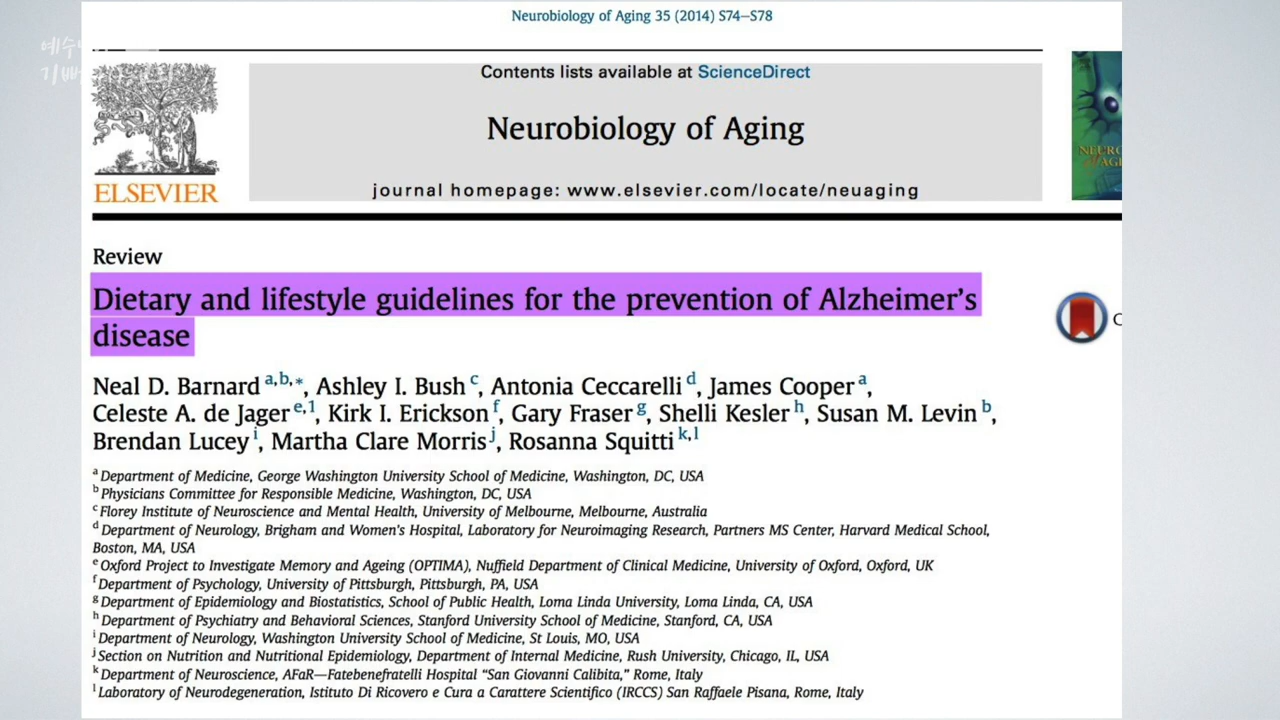 Neurobiology of Aging 35 (2014) S74–S78
예수
기뻐
Contents lists available at ScienceDirect
Neurobiology of Aging
journal homepage: www.elsevier.com/locate/neuaging
ELSEVIER
Review
Dietary and lifestyle guidelines for the prevention of Alzheimer's
disease
Neal D. Barnard a,b,*, Ashley I. Bush c, Antonia Ceccarelli d, James Cooper a,
Celeste A. de Jager e,1, Kirk I. Erickson f, Gary Fraser g, Shelli Kesler h, Susan M. Levin b,
Brendan Lucey i, Martha Clare Morris j, Rosanna Squitti k,l
a Department of Medicine, George Washington University School of Medicine, Washington, DC, USA
b Physicians Committee for Responsible Medicine, Washington, DC, USA
c Florey Institute of Neuroscience and Mental Health, University of Melbourne, Melbourne, Australia
d Department of Neurology, Brigham and Women's Hospital, Laboratory for Neuroimaging Research, Partners MS Center, Harvard Medical School,
Boston, MA, USA
e Oxford Project to Investigate Memory and Ageing (OPTIMA), Nuffield Department of Clinical Medicine, University of Oxford, Oxford, UK
f Department of Psychology, University of Pittsburgh, Pittsburgh, PA, USA
g Department of Epidemiology and Biostatistics, School of Public Health, Loma Linda University, Loma Linda, CA, USA
h Department of Psychiatry and Behavioral Sciences, Stanford University School of Medicine, Stanford, CA, USA
i Department of Neurology, Washington University School of Medicine, St Louis, MO, USA
j Section on Nutrition and Nutritional Epidemiology, Department of Internal Medicine, Rush University, Chicago, IL, USA
k Department of Neuroscience, AFaR—Fatebenefratelli Hospital "San Giovanni Calibita," Rome, Italy
l Laboratory of Neurodegeneration, Istituto Di Ricovero e Cura a Carattere Scientifico (IRCCS) San Raffaele Pisana, Rome, Italy